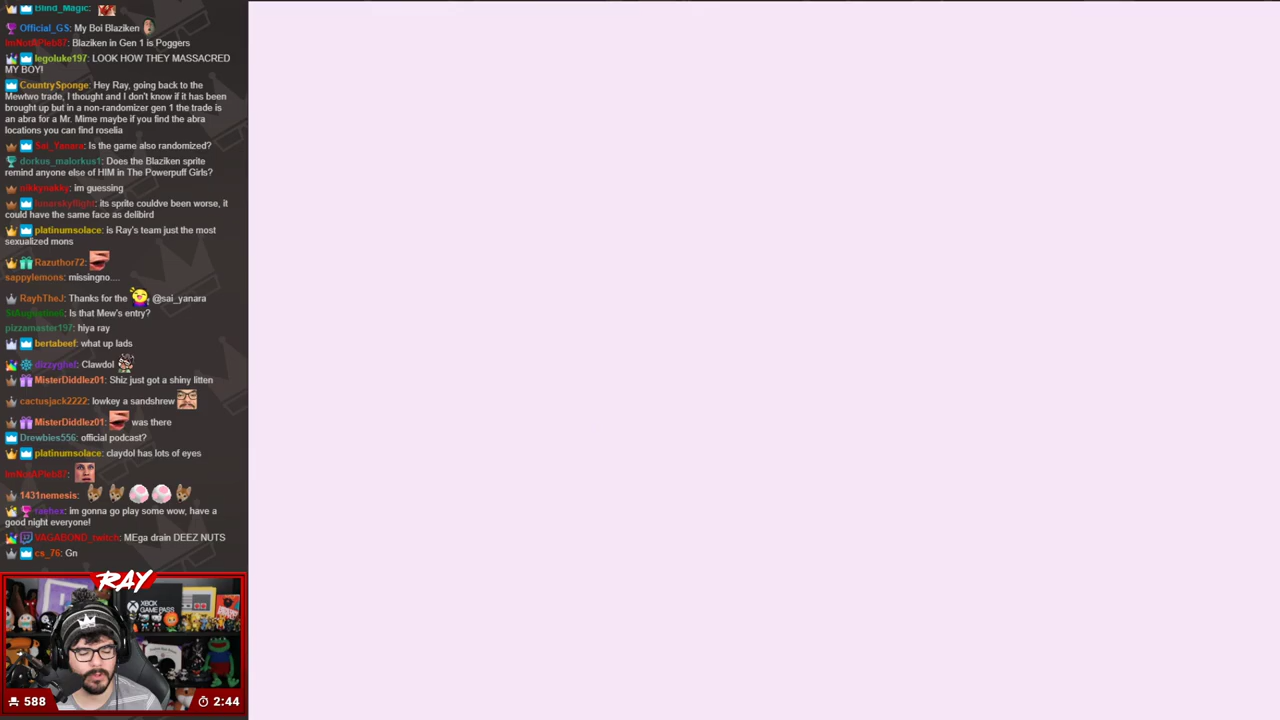 Blind_Magic:
Official_GS: My Boi Blaziken
ImNotAPleb87: Blaziken in Gen 1 is Poggers
legoluke197: LOOK HOW THEY MASSACRED
MY BOY!
CountrySponge: Hey Ray, going back to the
Mewtwo trade, I thought and I don't know if it has been
brought up but in a non-randomizer gen 1 the trade is
an abra for a Mr. Mime maybe if you find the abra
locations you can find roselia
Sai_Yanara: Is the game also randomized?
dorkus_malorkus1: Does the Blaziken sprite
remind anyone else of HIM in The Powerpuff Girls?
nikkynakky: im guessing
lunarskyflight: its sprite couldve been worse, it
could have the same face as delibird
platinumsolace: is Ray's team just the most
sexualized mons
Razuthor72:
sappylemons: missingno....
RayhTheJ: Thanks for the @sai_yanara
StAugustine6: Is that Mew's entry?
pizzamaster197: hiya ray
bertabeef: what up lads
dizzyghel: Clawdol
MisterDiddlez01: Shiz just got a shiny litten
cactusjack2222: lowkey a sandshrew
MisterDiddlez01: was there
Drewbies556: official podcast?
platinumsolace: claydol has lots of eyes
ImNotAPleb87:
1431nemesis:
raehex: im gonna go play some wow, have a
good night everyone!
VAGABOND_twitch: MEga drain DEEZ NUTS
cs_76: Gn
RAY
XBOX
GAME PASS
588
2:44